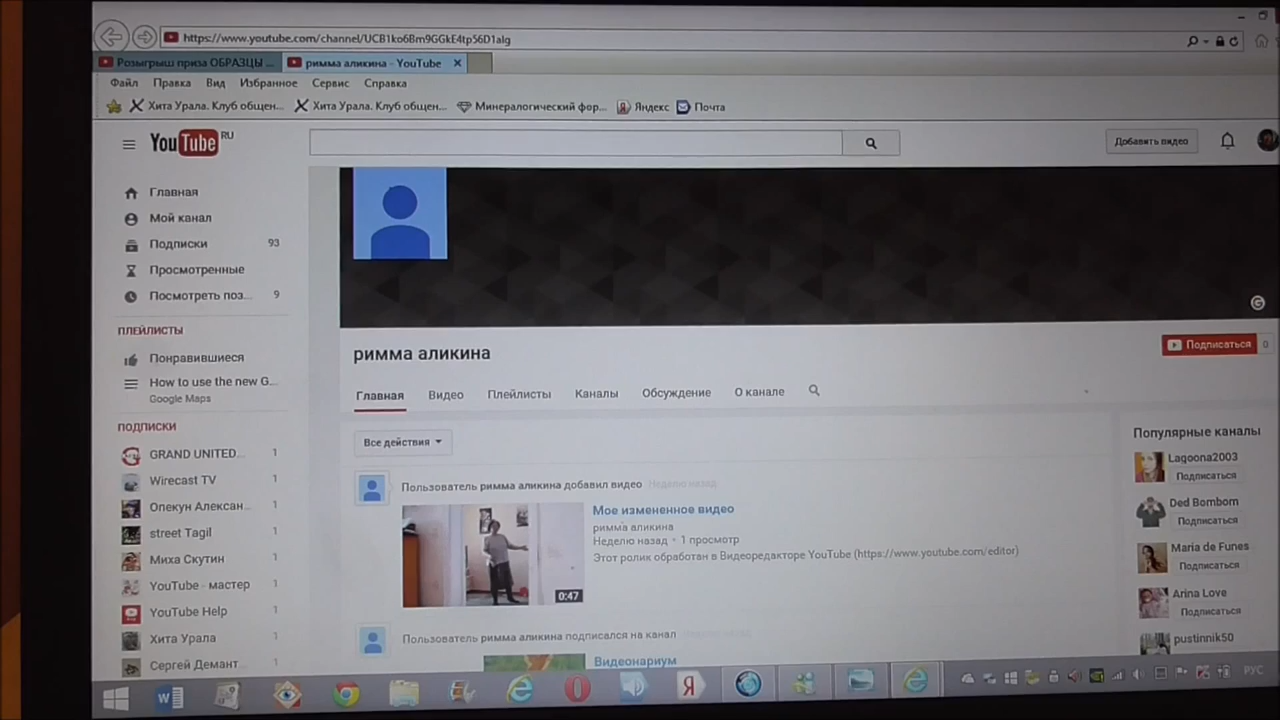 https://www.youtube.com/channel/UCB1ko6Bm9GGkE4tp56D1alg
Розыгрыш приза ОБРАЗЦЫ ...
римма аликина - YouTube
Файл Правка Вид Избранное Сервис Справка
Хита Урала. Клуб общен... Хита Урала. Клуб общен... Минералогический фор... Яндекс Почта
YouTube RU
Добавить видео
Главная
Мой канал
Подписки 93
Просмотренные
Посмотреть поз... 9
ПЛЕЙЛИСТЫ
Понравившиеся
How to use the new G...
Google Maps
ПОДПИСКИ
GRAND UNITED... 1
Wirecast TV 1
Опекун Алексан... 1
street Tagil 1
Миха Скутин 1
YouTube - мастер 1
YouTube Help 1
Хита Урала 1
Сергей Демант... 1
римма аликина
Подписаться 0
Главная Видео Плейлисты Каналы Обсуждение О канале
Все действия
Пользователь римма аликина добавил видео Неделю назад
0:47
Мое измененное видео
римма аликина
Неделю назад • 1 просмотр
Этот ролик обработан в Видеоредакторе YouTube (https://www.youtube.com/editor)
Пользователь римма аликина подписался на канал
Видеонариум
Популярные каналы
Lagoona2003
Подписаться
Ded Bombom
Подписаться
Maria de Funes
Подписаться
Arina Love
Подписаться
pustinnik50
РУС